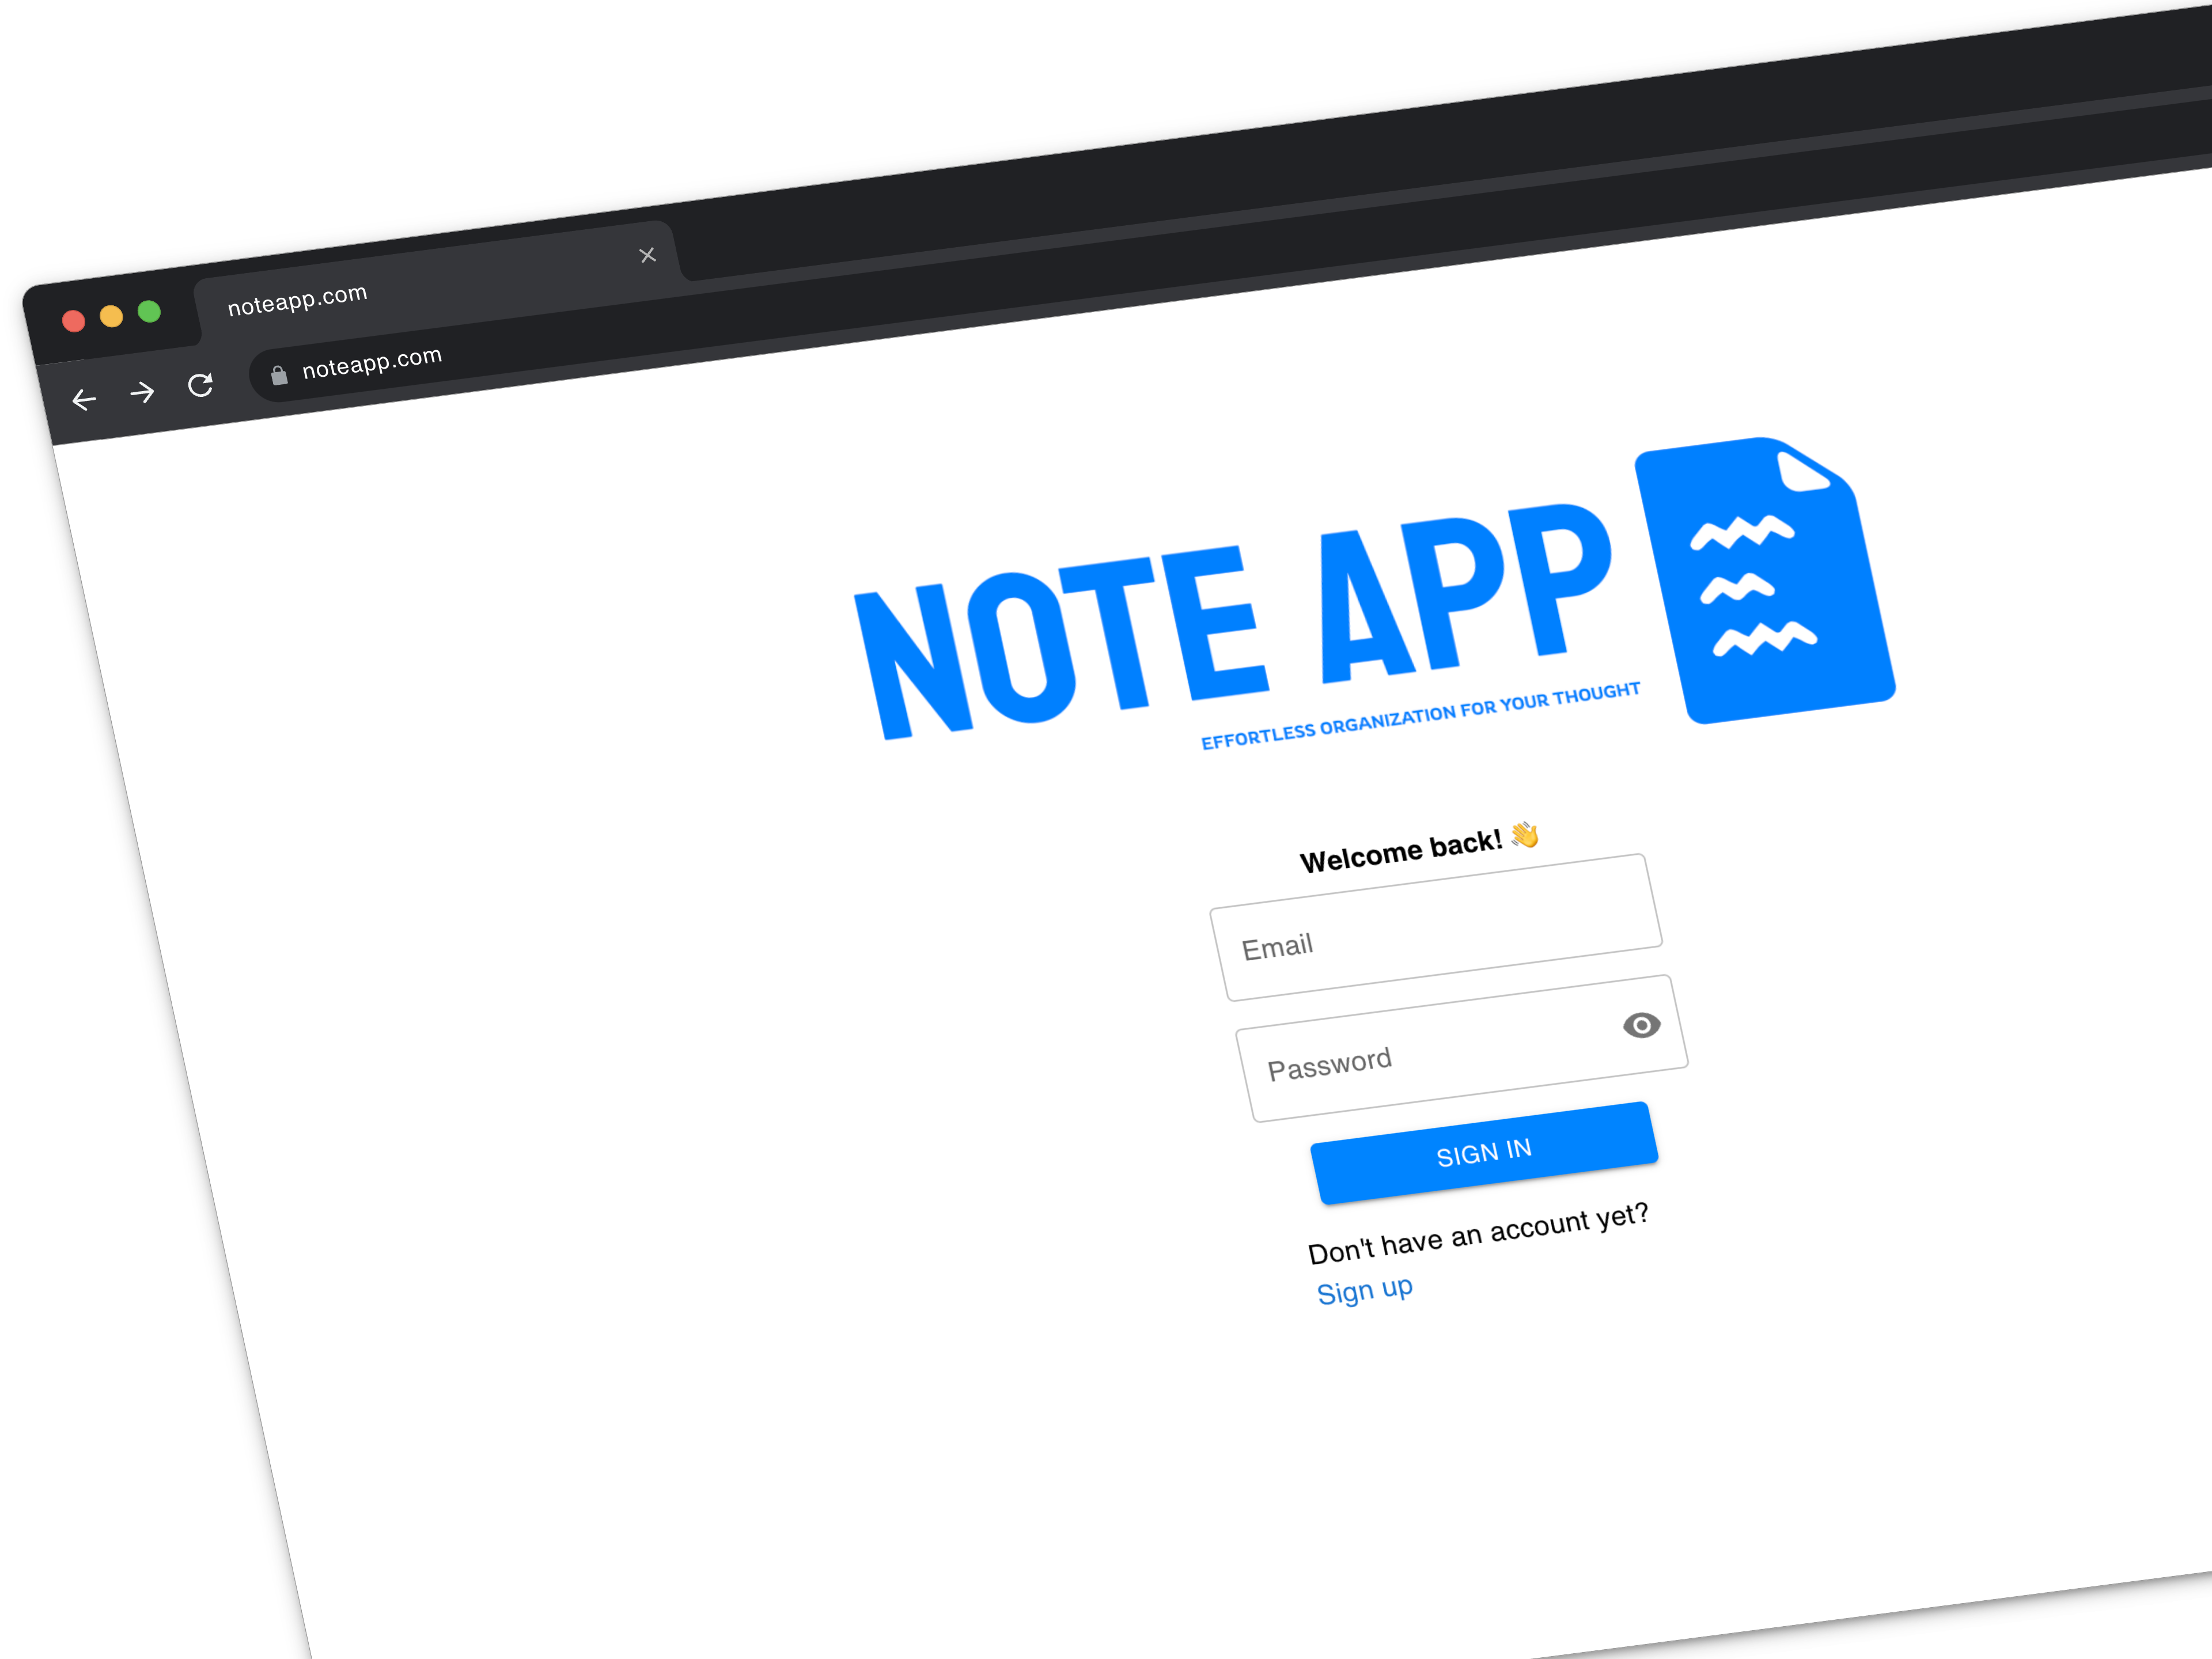 noteapp.com
noteapp.com
NOTE APP
EFFORTLESS ORGANIZATION FOR YOUR THOUGHT
Welcome back! 👋
Email
Password
SIGN IN
Don't have an account yet?
Sign up